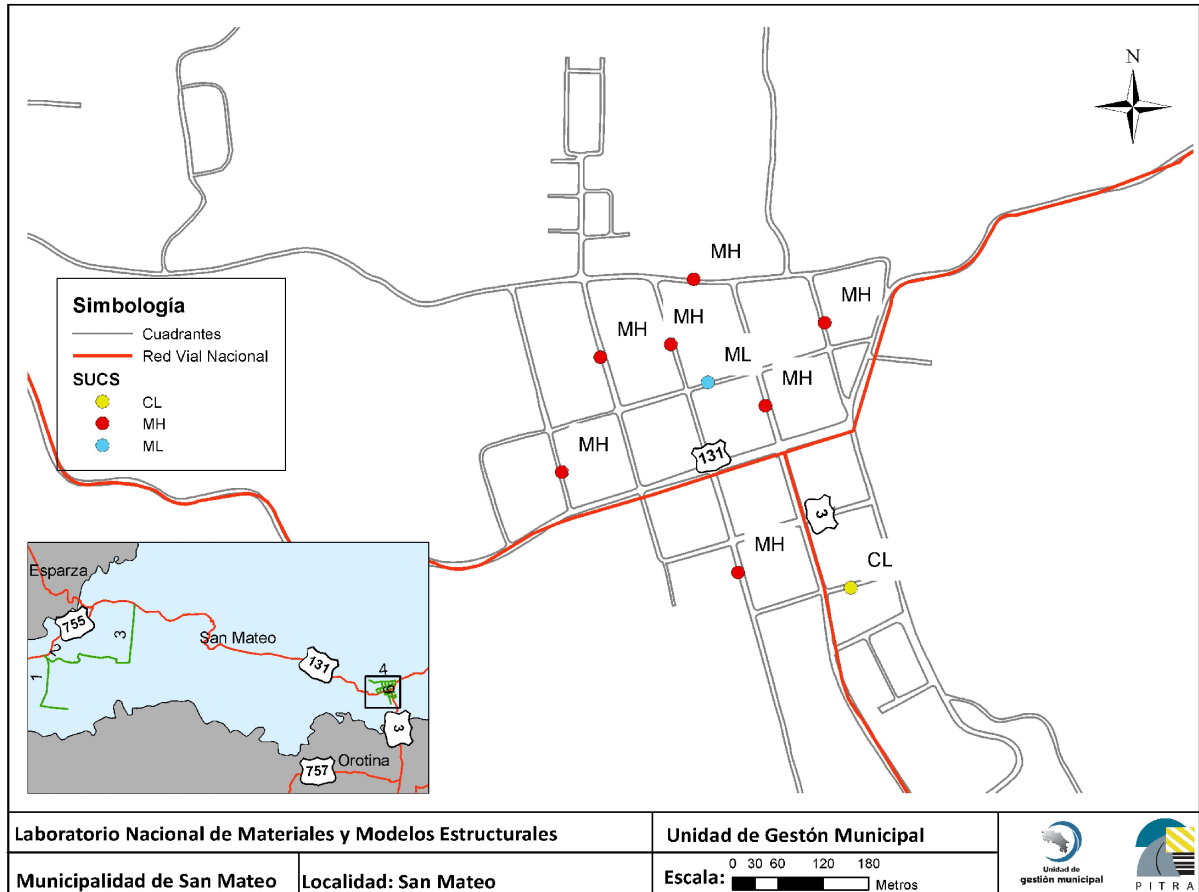 N
MH
MH
MH
MH
ML
MH
MH
131
3
MH
CL
Simbología
Cuadrantes
Red Vial Nacional
SUCS
CL
MH
ML
Esparza
755
3
San Mateo
2
131
4
1
3
Orotina
757
Laboratorio Nacional de Materiales y Modelos Estructurales
Unidad de Gestón Municipal
Municipalidad de San Mateo
Localidad: San Mateo
Escala:
0 30 60 120 180
Metros
Unidad de
gestión municipal
PITRA